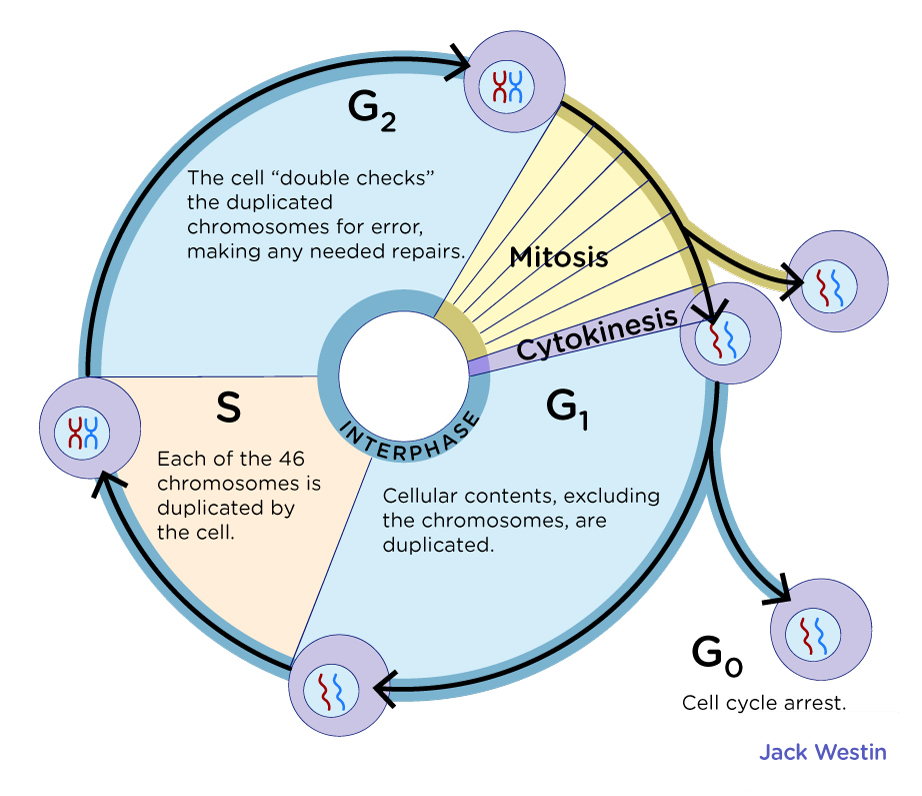 G2
The cell “double checks”
the duplicated
chromosomes for error,
making any needed repairs.
Mitosis
Cytokinesis
S
Each of the 46
chromosomes is
duplicated by
the cell.
INTERPHASE
G1
Cellular contents, excluding
the chromosomes, are
duplicated.
G0
Cell cycle arrest.
Jack Westin